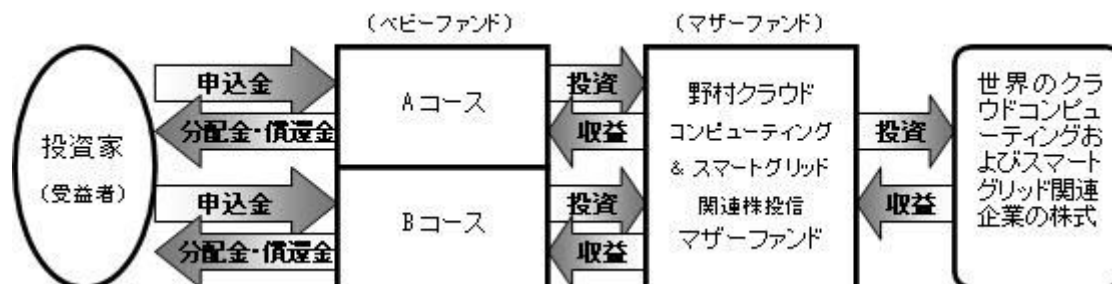 (ベビーファンド)
(マザーファンド)
投資家
(受益者)
申込金
分配金・償還金
申込金
分配金・償還金
Aコース
Bコース
投資
収益
投資
収益
野村クラウド
コンピューティング
& スマートグリッド
関連株投信
マザーファンド
投資
収益
世界のクラ
ウドコンピュ
ーティングお
よびスマート
グリッド関連
企業の株式